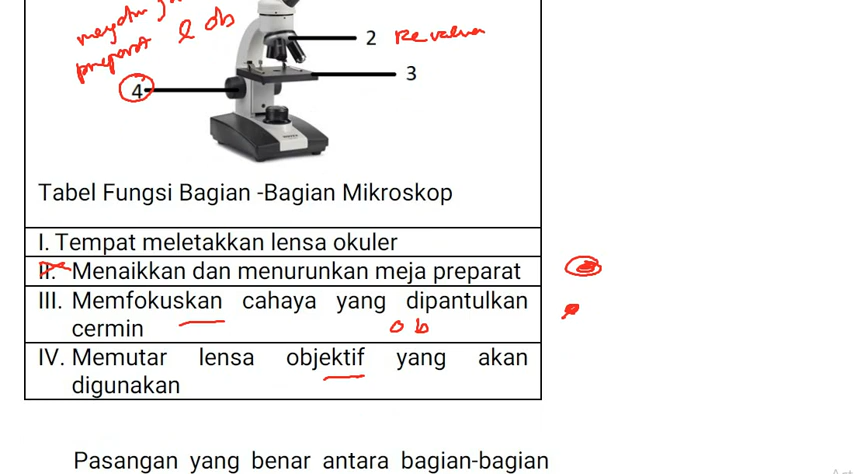 preparat & ob
2 Revolver
3
4
Tabel Fungsi Bagian -Bagian Mikroskop
I. Tempat meletakkan lensa okuler
II. Menaikkan dan menurunkan meja preparat
III. Memfokuskan cahaya yang dipantulkan
cermin
ob
IV. Memutar lensa objektif yang akan
digunakan
Pasangan yang benar antara bagian-bagian